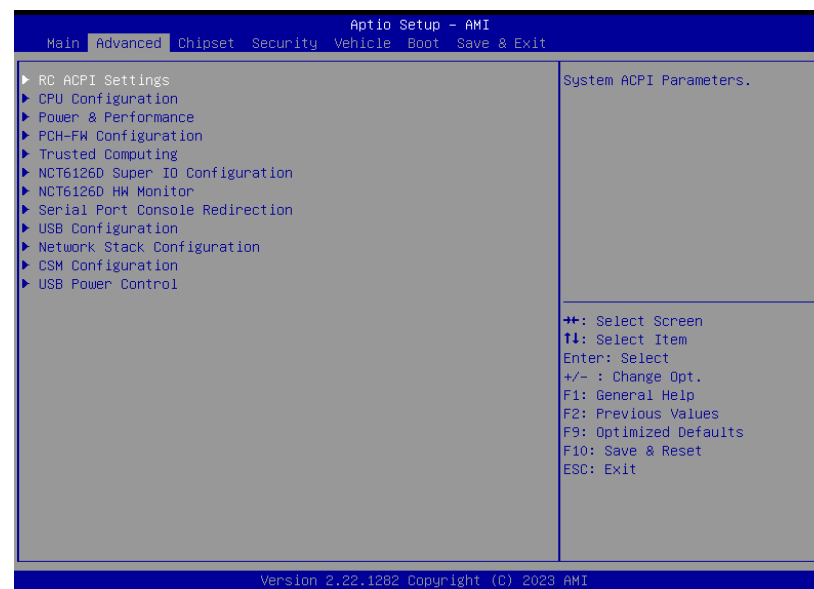 Aptio Setup – AMI
Main Advanced Chipset Security Vehicle Boot Save & Exit
▶ RC ACPI Settings
▶ CPU Configuration
▶ Power & Performance
▶ PCH-FW Configuration
▶ Trusted Computing
▶ NCT6126D Super IO Configuration
▶ NCT6126D HW Monitor
▶ Serial Port Console Redirection
▶ USB Configuration
▶ Network Stack Configuration
▶ CSM Configuration
▶ USB Power Control
System ACPI Parameters.
→←: Select Screen
↑↓: Select Item
Enter: Select
+/- : Change Opt.
F1: General Help
F2: Previous Values
F9: Optimized Defaults
F10: Save & Reset
ESC: Exit
Version 2.22.1282 Copyright (C) 2023 AMI